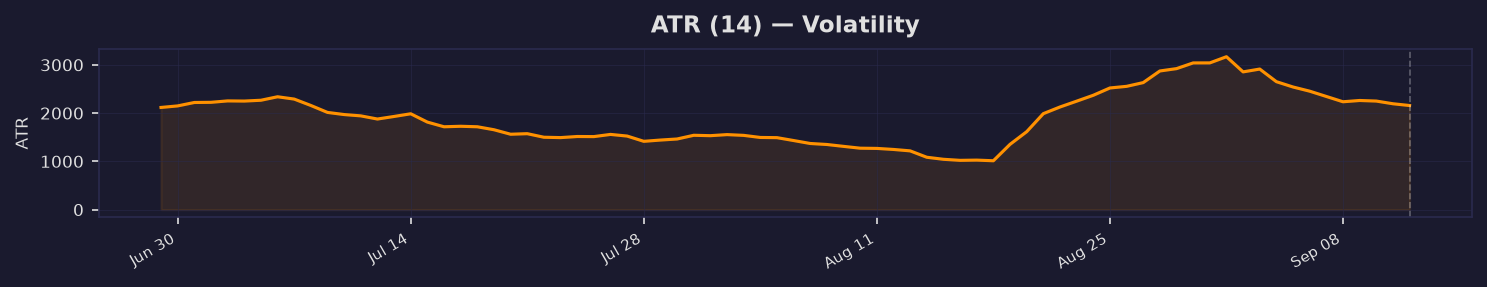 ATR (14) — Volatility
ATR
3000
2000
1000
0
Jun 30
Jul 14
Jul 28
Aug 11
Aug 25
Sep 08